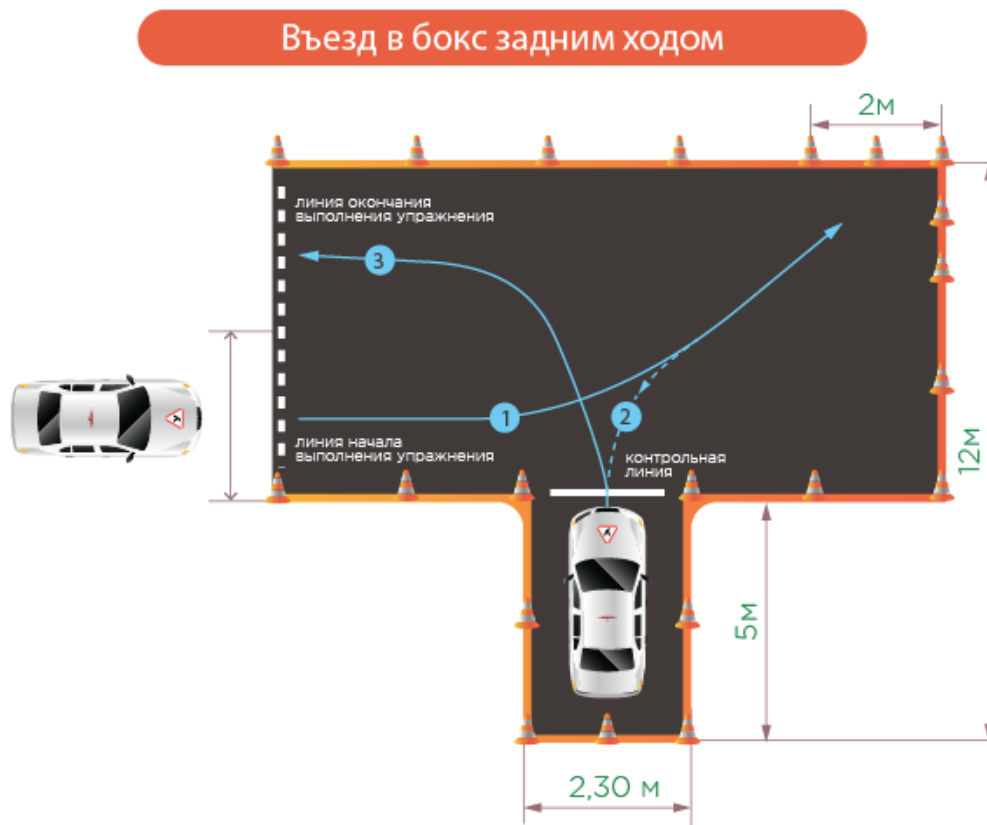 Въезд в бокс задним ходом
2м
линия окончания
выполнения упражнения
3
1
2
линия начала
выполнения упражнения
контрольная
линия
12м
5м
2,30 м